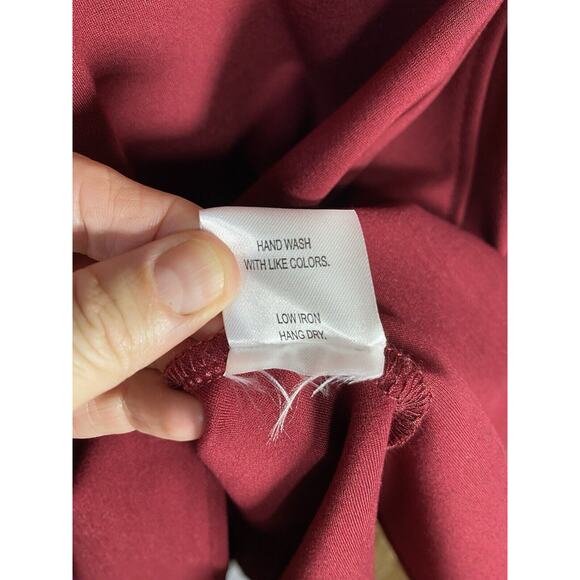 HAND WASH
WITH LIKE COLORS.
LOW IRON
HANG DRY.